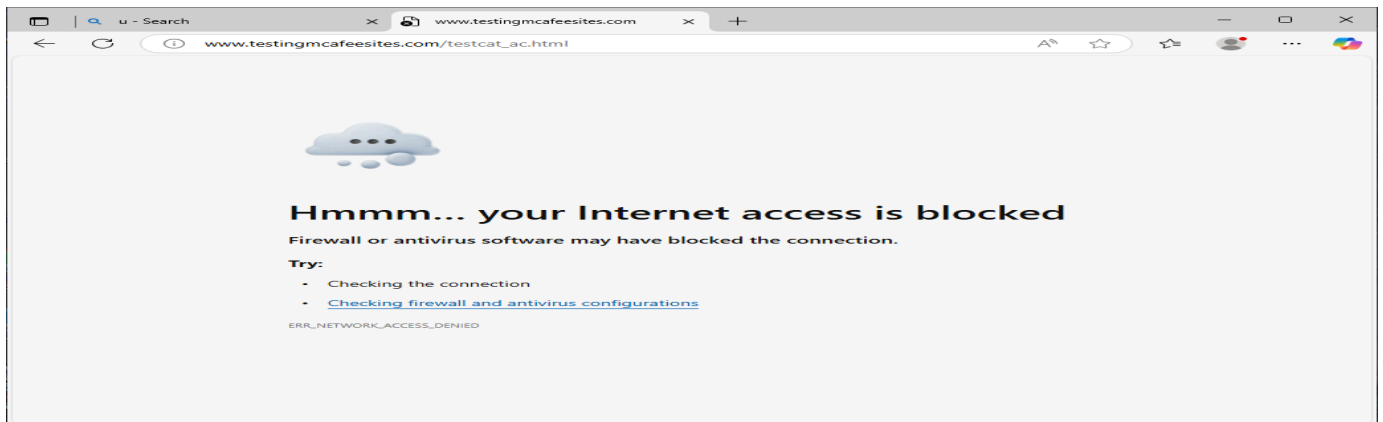 u - Search
www.testingmcafeesites.com
www.testingmcafeesites.com/testcat_ac.html
Hmmm... your Internet access is blocked
Firewall or antivirus software may have blocked the connection.
Try:
• Checking the connection
• Checking firewall and antivirus configurations
ERR_NETWORK_ACCESS_DENIED